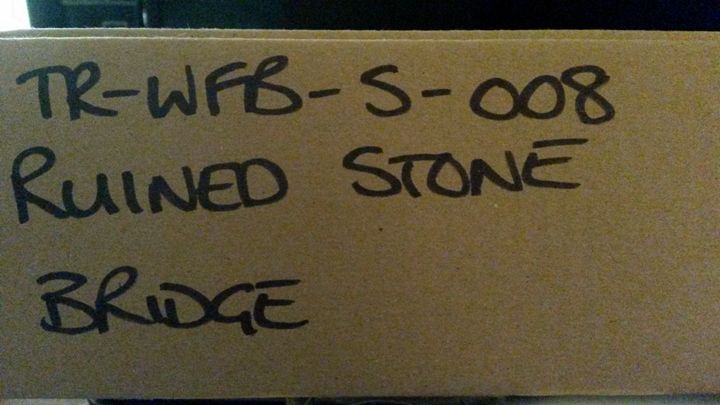 TR-WFB-S-008
RUINED STONE
BRIDGE